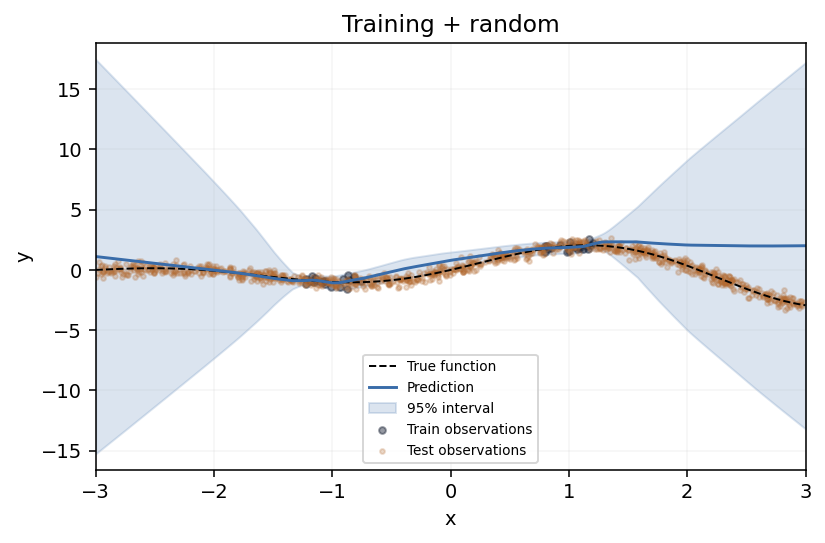 Training + random
15
10
5
0
−5
−10
−15
y
−3
−2
−1
0
1
2
3
x
True function
Prediction
95% interval
Train observations
Test observations